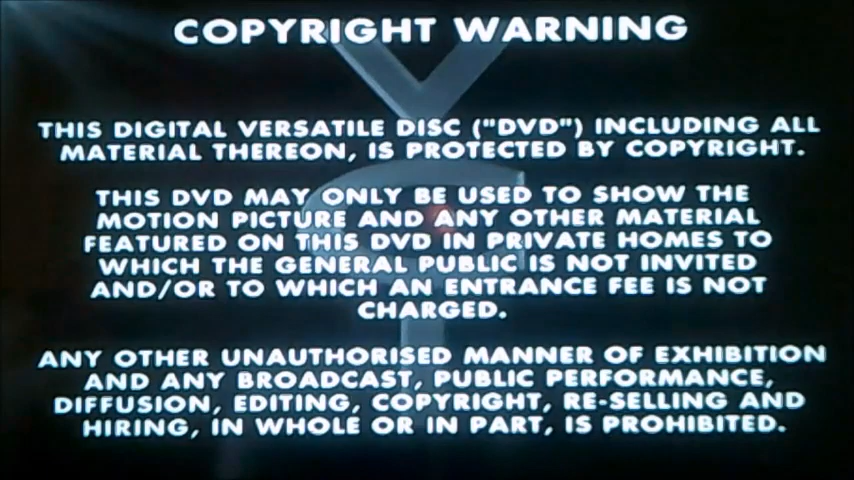 COPYRIGHT WARNING
THIS DIGITAL VERSATILE DISC ("DVD") INCLUDING ALL
MATERIAL THEREON, IS PROTECTED BY COPYRIGHT.
THIS DVD MAY ONLY BE USED TO SHOW THE
MOTION PICTURE AND ANY OTHER MATERIAL
FEATURED ON THIS DVD IN PRIVATE HOMES TO
WHICH THE GENERAL PUBLIC IS NOT INVITED
AND/OR TO WHICH AN ENTRANCE FEE IS NOT
CHARGED.
ANY OTHER UNAUTHORISED MANNER OF EXHIBITION
AND ANY BROADCAST, PUBLIC PERFORMANCE,
DIFFUSION, EDITING, COPYRIGHT, RE-SELLING AND
HIRING, IN WHOLE OR IN PART, IS PROHIBITED.